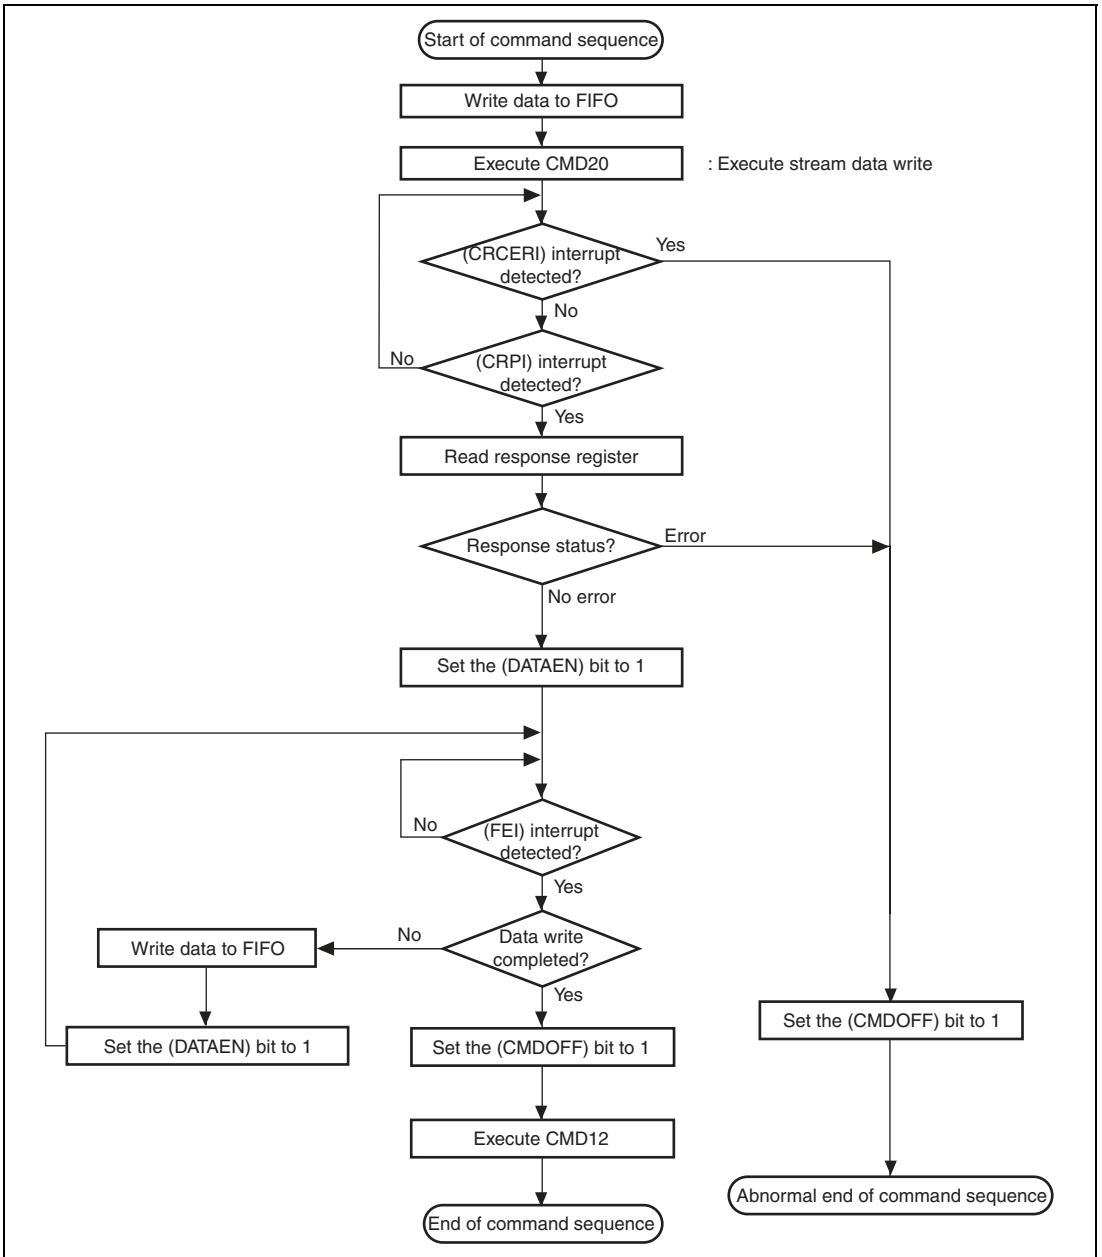 Start of command sequence
Write data to FIFO
Execute CMD20
: Execute stream data write
(CRCERI) interrupt
detected?
Yes
No
(CRPI) interrupt
detected?
No
Yes
Read response register
Response status?
Error
No error
Set the (DATAEN) bit to 1
(FEI) interrupt
detected?
No
Yes
Data write
completed?
No
Write data to FIFO
Yes
Set the (DATAEN) bit to 1
Set the (CMDOFF) bit to 1
Set the (CMDOFF) bit to 1
Execute CMD12
Abnormal end of command sequence
End of command sequence